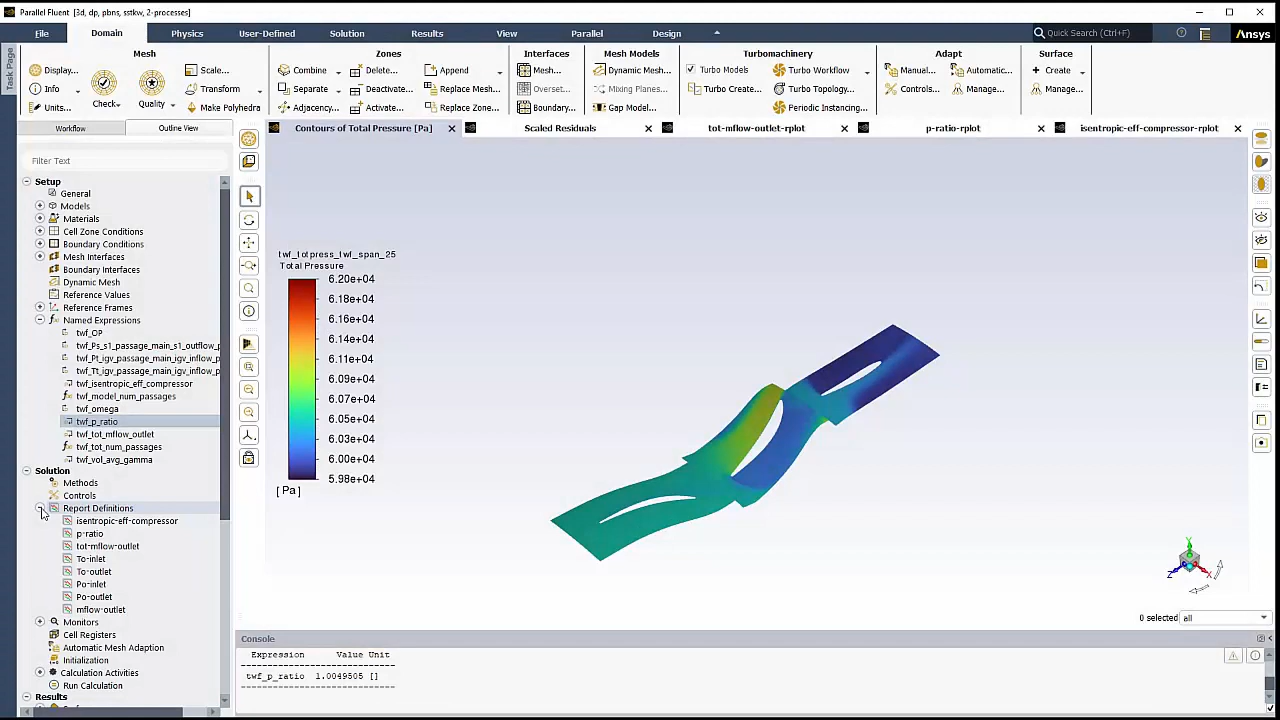 Parallel Fluent [3d, dp, pbns, sstkw, 2-processes]
File Domain Physics User-Defined Solution Results View Parallel Design Quick Search (Ctrl+F) Ansys
Task Page
Mesh Zones Interfaces Mesh Models Turbomachinery Adapt Surface
Display... Scale... Combine Delete... Append Mesh... Dynamic Mesh... Turbo Models Turbo Workflow Manual... Automatic... Create
Info Check Quality Transform Separate Deactivate... Replace Mesh... Overset... Mixing Planes... Turbo Create... Turbo Topology... Controls... Manage... Manage...
Units... Make Polyhedra Adjacency... Activate... Replace Zone... Boundary... Gap Model... Periodic Instancing...
Workflow Outline View
Contours of Total Pressure [Pa] Scaled Residuals tot-mflow-outlet-rplot p-ratio-rplot isentropic-eff-compressor-rplot
Filter Text
Setup
General
Models
Materials
Cell Zone Conditions
Boundary Conditions
Mesh Interfaces
Boundary Interfaces
Dynamic Mesh
Reference Values
Reference Frames
Named Expressions
twf_OP
twf_Ps_s1_passage_main_s1_outflow_p
twf_Pt_igv_passage_main_igv_inflow_p
twf_Tt_igv_passage_main_igv_inflow_p
twf_isentropic_eff_compressor
twf_model_num_passages
twf_omega
twf_p_ratio
twf_tot_mflow_outlet
twf_tot_num_passages
twf_vol_avg_gamma
Solution
Methods
Controls
Report Definitions
isentropic-eff-compressor
p-ratio
tot-mflow-outlet
To-inlet
To-outlet
Po-inlet
Po-outlet
mflow-outlet
Monitors
Cell Registers
Automatic Mesh Adaption
Initialization
Calculation Activities
Run Calculation
Results
twf_totpress_twf_span_25
Total Pressure
6.20e+04
6.18e+04
6.16e+04
6.14e+04
6.11e+04
6.09e+04
6.07e+04
6.05e+04
6.03e+04
6.00e+04
5.98e+04
[ Pa ]
Y
Z X
0 selected all
Console
Expression Value Unit
twf_p_ratio 1.0049505 []